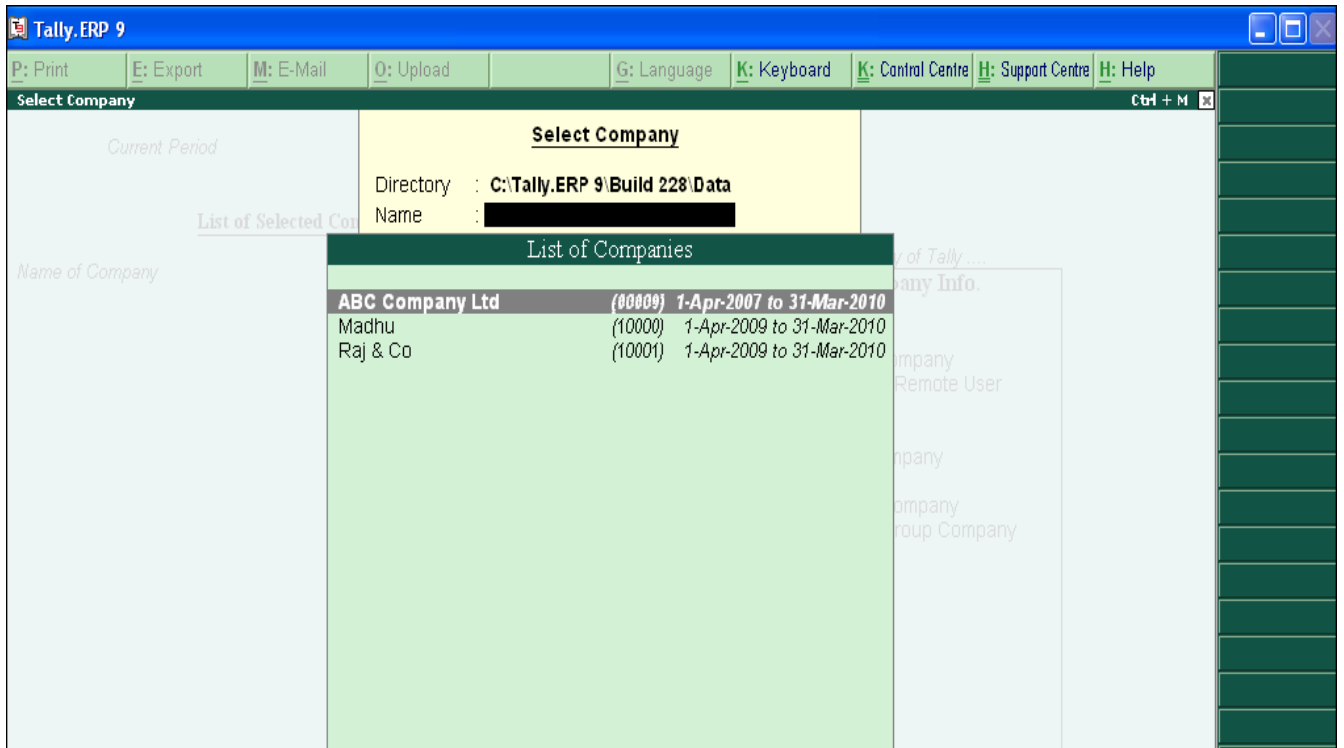 Tally.ERP 9
P: Print E: Export M: E-Mail O: Upload G: Language K: Keyboard K: Control Centre H: Support Centre H: Help
Select Company Ctrl + M
Select Company
Current Period
Directory : C:\Tally.ERP 9\Build 228\Data
Name :
List of Selected Com
List of Companies
y of Tally ....
Name of Company
any Info.
ABC Company Ltd (00009) 1-Apr-2007 to 31-Mar-2010
Madhu (10000) 1-Apr-2009 to 31-Mar-2010
Raj & Co (10001) 1-Apr-2009 to 31-Mar-2010
ompany
Remote User
mpany
ompany
roup Company